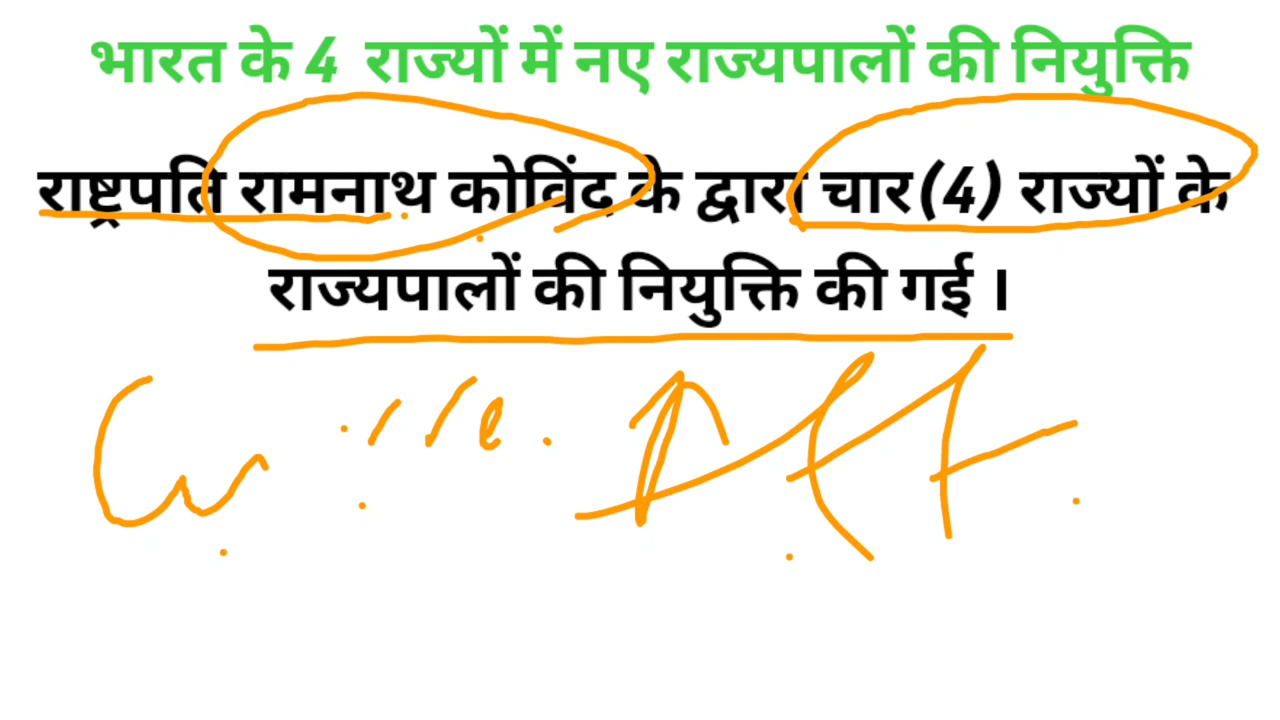 भारत के 4 राज्यों में नए राज्यपालों की नियुक्ति
राष्ट्रपति रामनाथ कोविंद के द्वारा चार(4) राज्यों के
राज्यपालों की नियुक्ति की गई ।